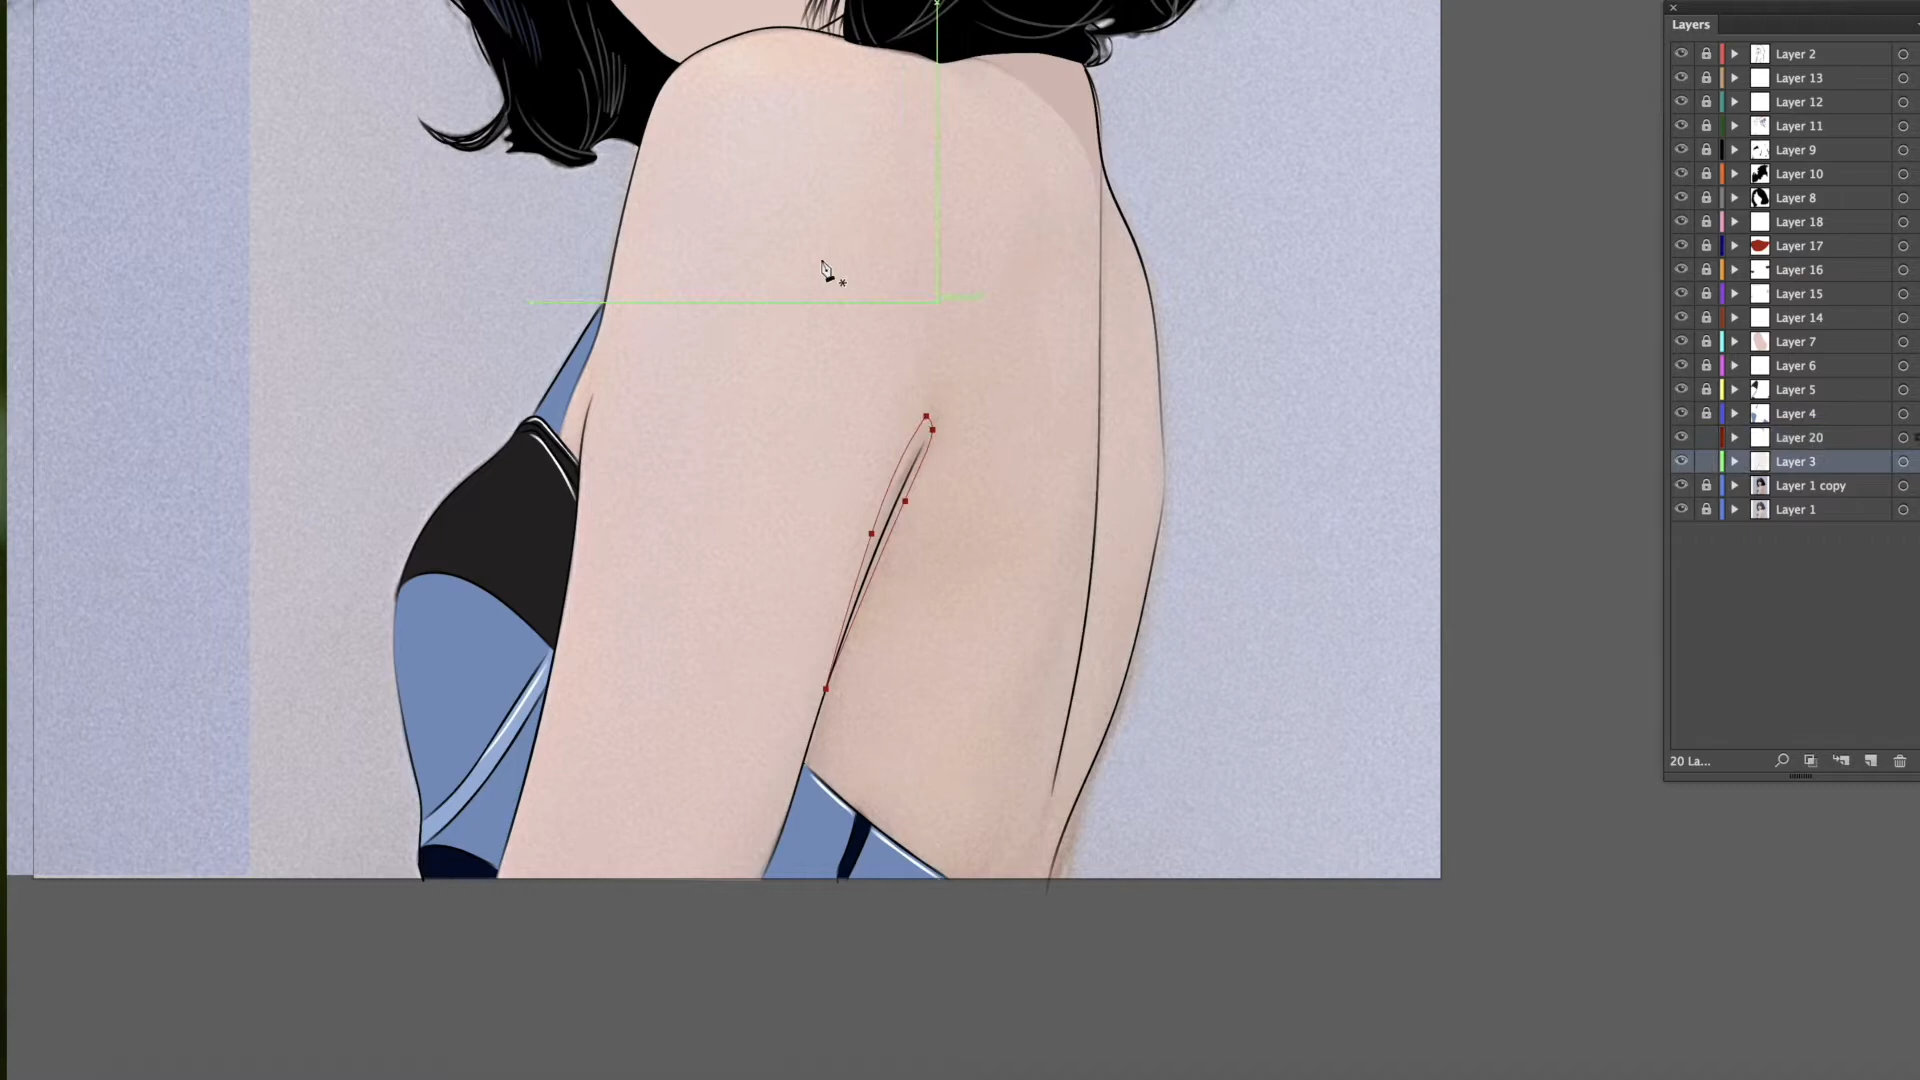 Layers
Layer 2
Layer 13
Layer 12
Layer 11
Layer 9
Layer 10
Layer 8
Layer 18
Layer 17
Layer 16
Layer 15
Layer 14
Layer 7
Layer 6
Layer 5
Layer 4
Layer 20
Layer 3
Layer 1 copy
Layer 1
20 La...